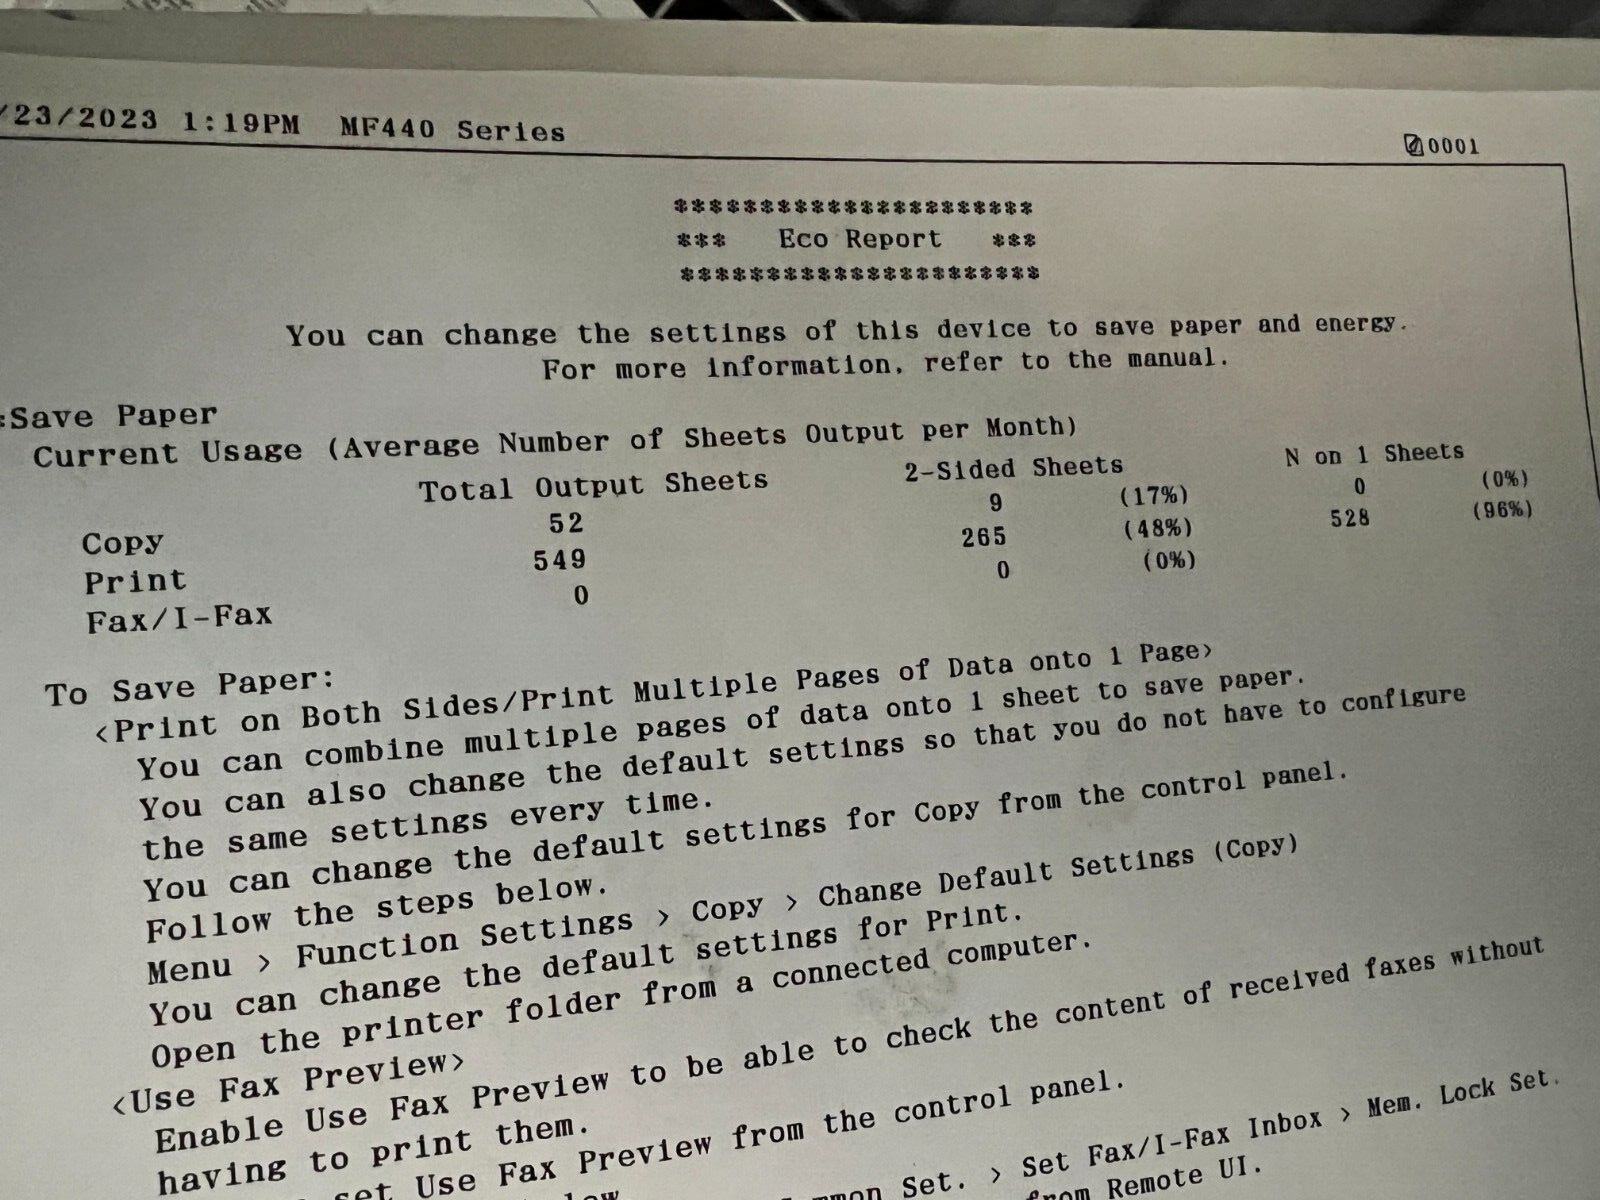 /23/2023 1:19PM MF440 Series 0001
**********************
*** Eco Report ***
**********************
You can change the settings of this device to save paper and energy.
For more information, refer to the manual.
:Save Paper
Current Usage (Average Number of Sheets Output per Month)
Total Output Sheets 2-Sided Sheets N on 1 Sheets
Copy 52 9 (17%) 0 (0%)
Print 549 265 (48%) 528 (96%)
Fax/I-Fax 0 0 (0%)
To Save Paper:
<Print on Both Sides/Print Multiple Pages of Data onto 1 Page>
You can combine multiple pages of data onto 1 sheet to save paper.
You can also change the default settings so that you do not have to configure
the same settings every time.
You can change the default settings for Copy from the control panel.
Follow the steps below.
Menu > Function Settings > Copy > Change Default Settings (Copy)
You can change the default settings for Print.
Open the printer folder from a connected computer.
<Use Fax Preview>
Enable Use Fax Preview to be able to check the content of received faxes without
having to print them.
set Use Fax Preview from the control panel.
Set. > Set Fax/I-Fax Inbox > Mem. Lock Set.
from Remote UI.